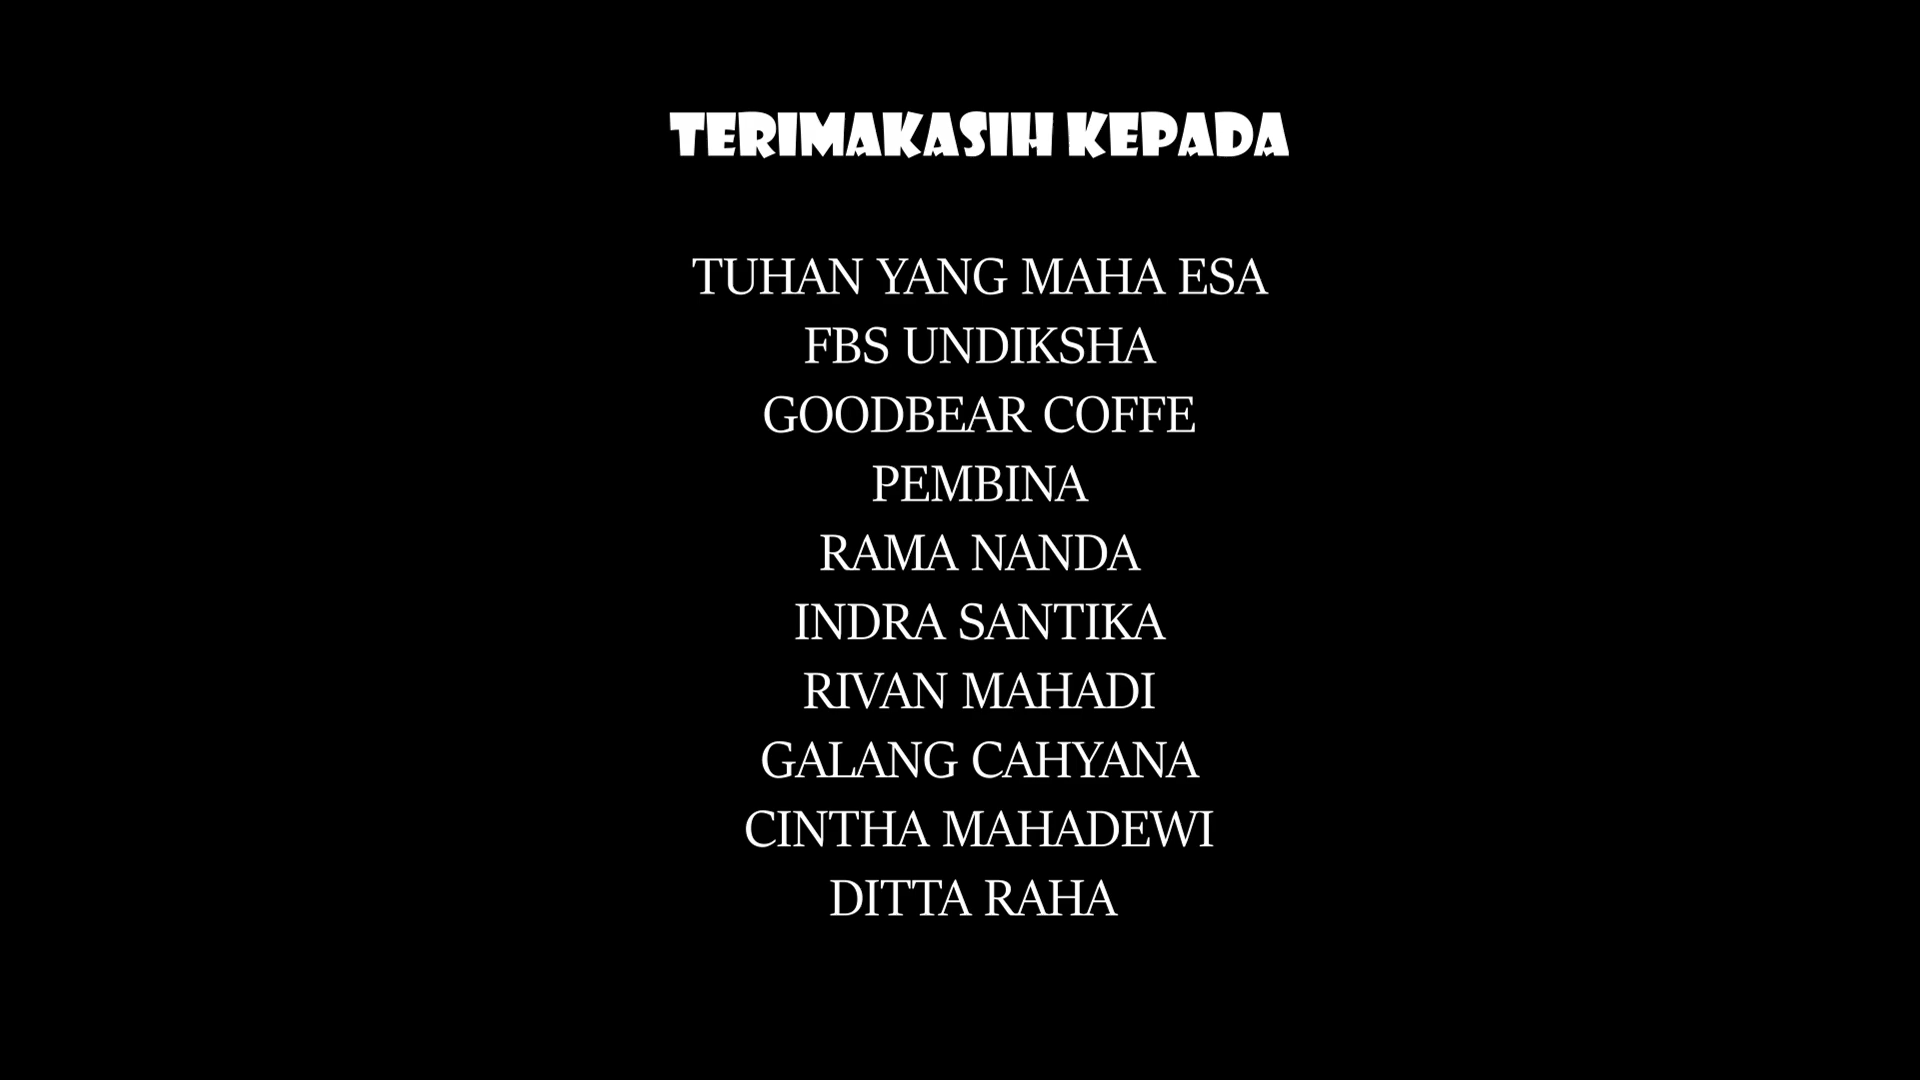 TERIMAKASIH KEPADA
TUHAN YANG MAHA ESA
FBS UNDIKSHA
GOODBEAR COFFE
PEMBINA
RAMA NANDA
INDRA SANTIKA
RIVAN MAHADI
GALANG CAHYANA
CINTHA MAHADEWI
DITTA RAHA